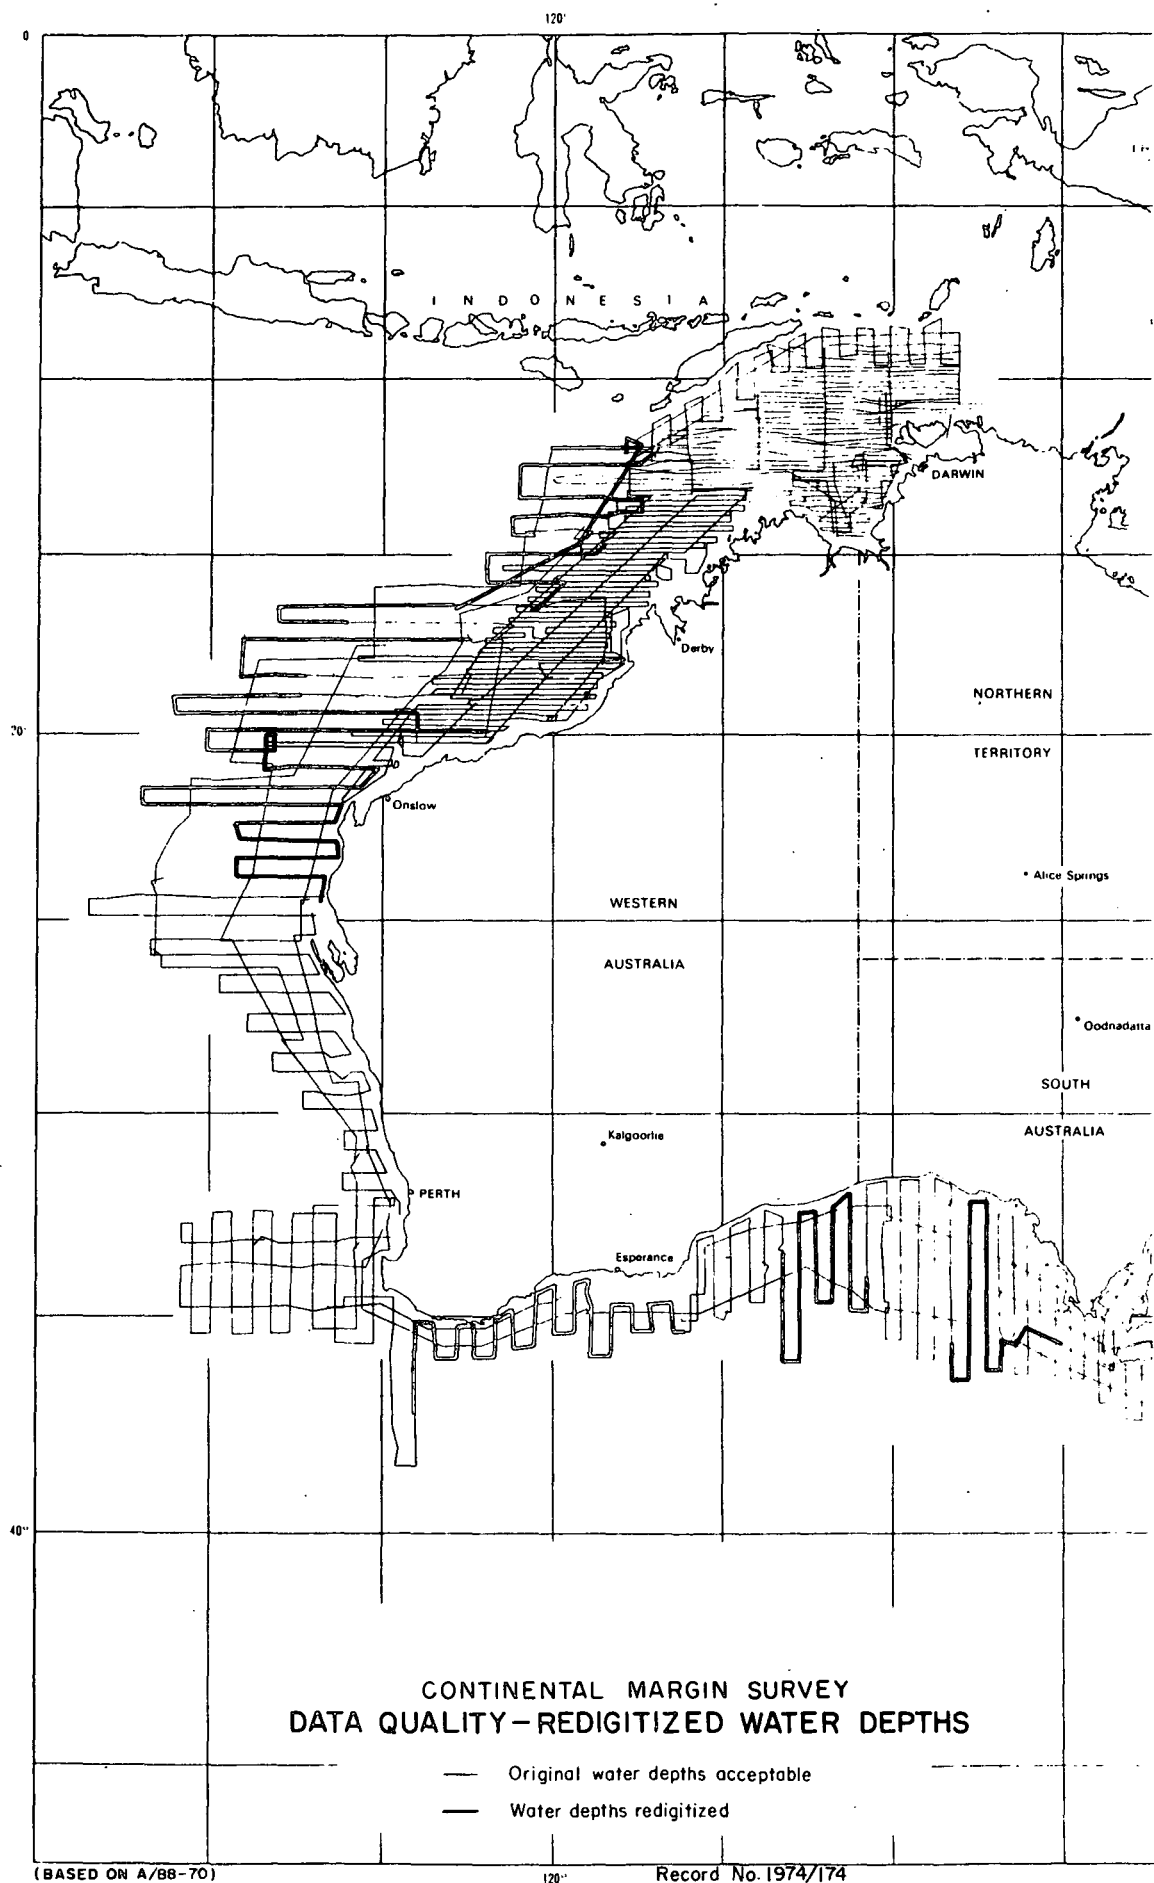 120°
0
INDONESIA
DARWIN
Derby
NORTHERN
20°
TERRITORY
Onslow
Alice Springs
WESTERN
AUSTRALIA
Oodnadatta
SOUTH
Kalgoorlie
AUSTRALIA
PERTH
Esperance
40°
CONTINENTAL MARGIN SURVEY
DATA QUALITY-REDIGITIZED WATER DEPTHS
Original water depths acceptable
Water depths redigitized
(BASED ON A/B8-70)
120°
Record No. 1974/174